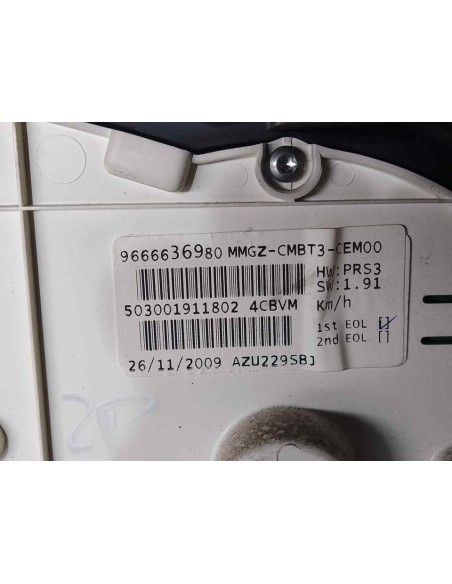 9666636980 MMGZ-CMBT3-CEM00
HW:PRS3
SW:1.91
503001911802 4CBVM Km/h
1st EOL []
2nd EOL []
26/11/2009 AZU229SBJ
2P